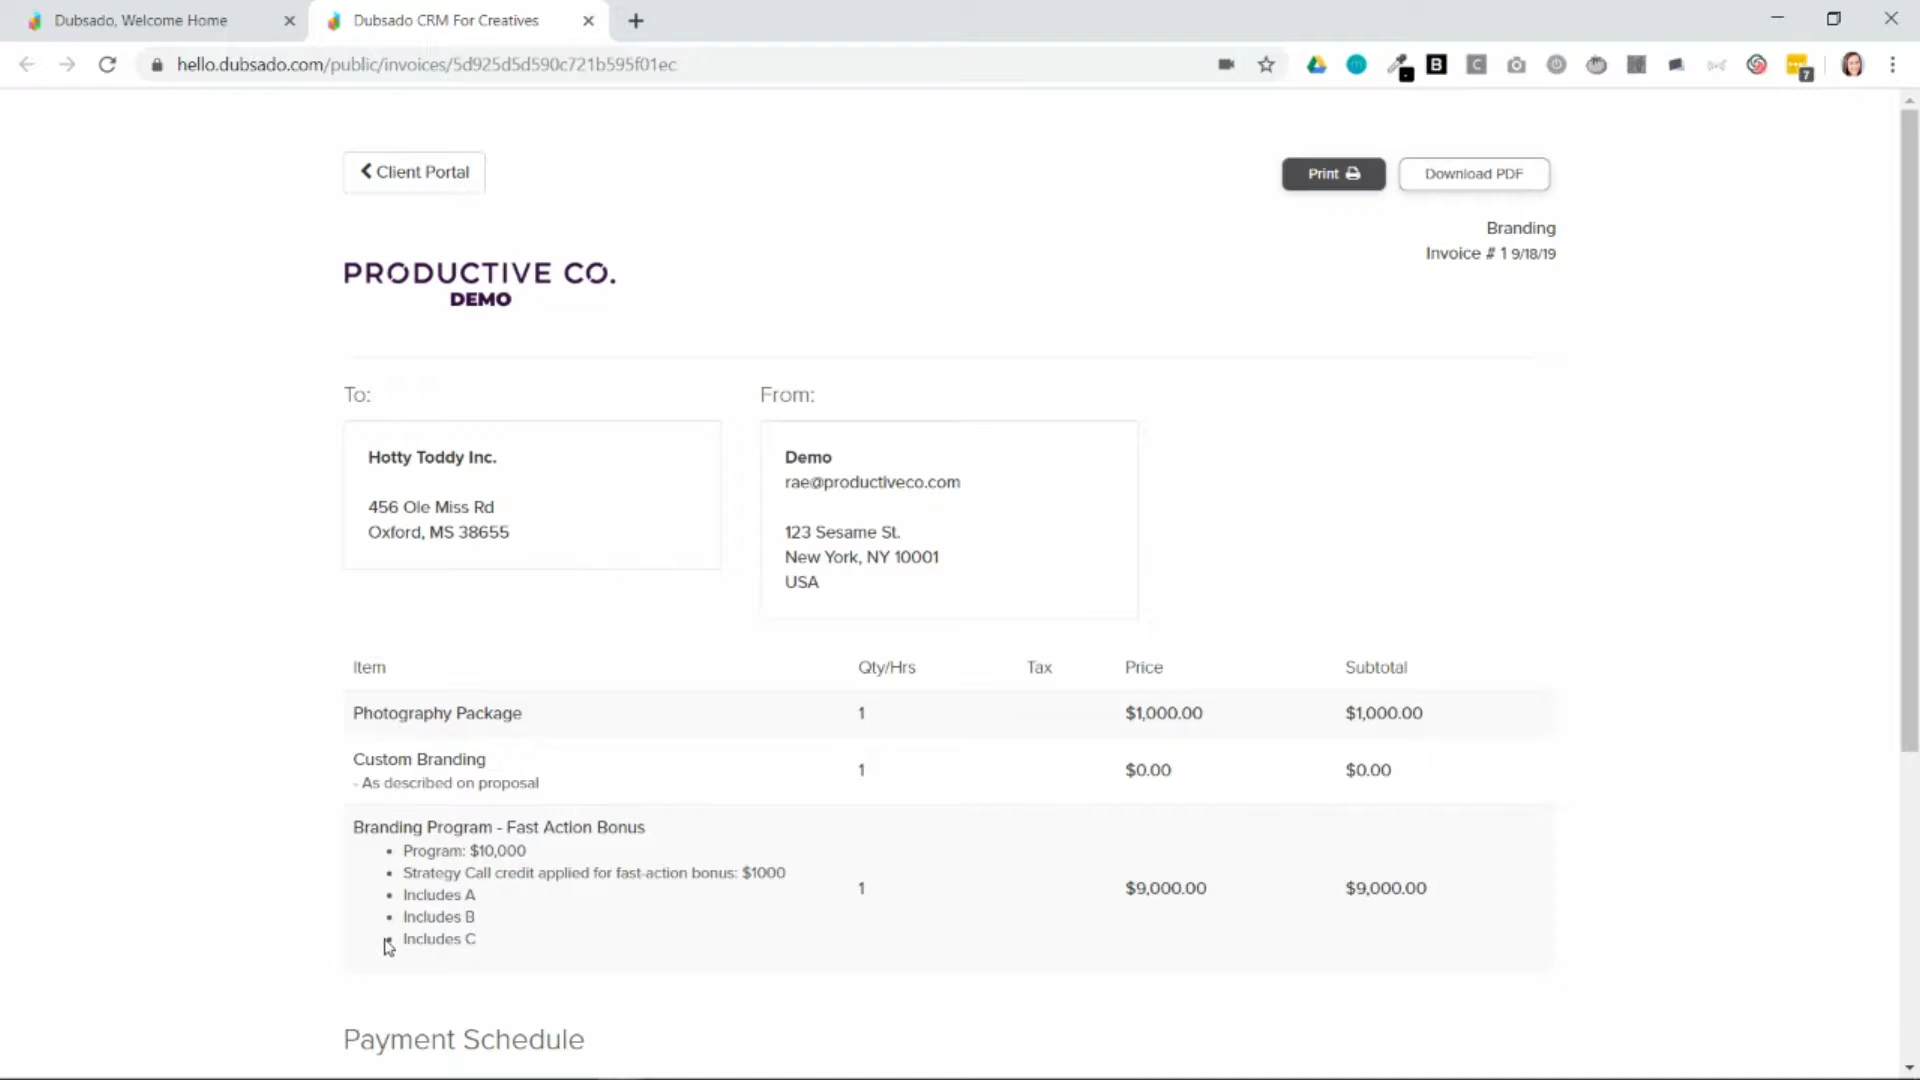 Dubsado, Welcome Home
Dubsado CRM For Creatives
hello.dubsado.com/public/invoices/5d925d5d590c721b595f01ec
B
C
7
Client Portal
Print
Download PDF
Branding
Invoice # 1 9/18/19
PRODUCTIVE CO.
DEMO
To:
From:
Hotty Toddy Inc.
456 Ole Miss Rd
Oxford, MS 38655
Demo
rae@productiveco.com
123 Sesame St.
New York, NY 10001
USA
Item Qty/Hrs Tax Price Subtotal
Photography Package 1 $1,000.00 $1,000.00
Custom Branding
- As described on proposal
1 $0.00 $0.00
Branding Program - Fast Action Bonus
• Program: $10,000
• Strategy Call credit applied for fast-action bonus: $1000
• Includes A
• Includes B
• Includes C
1 $9,000.00 $9,000.00
Payment Schedule